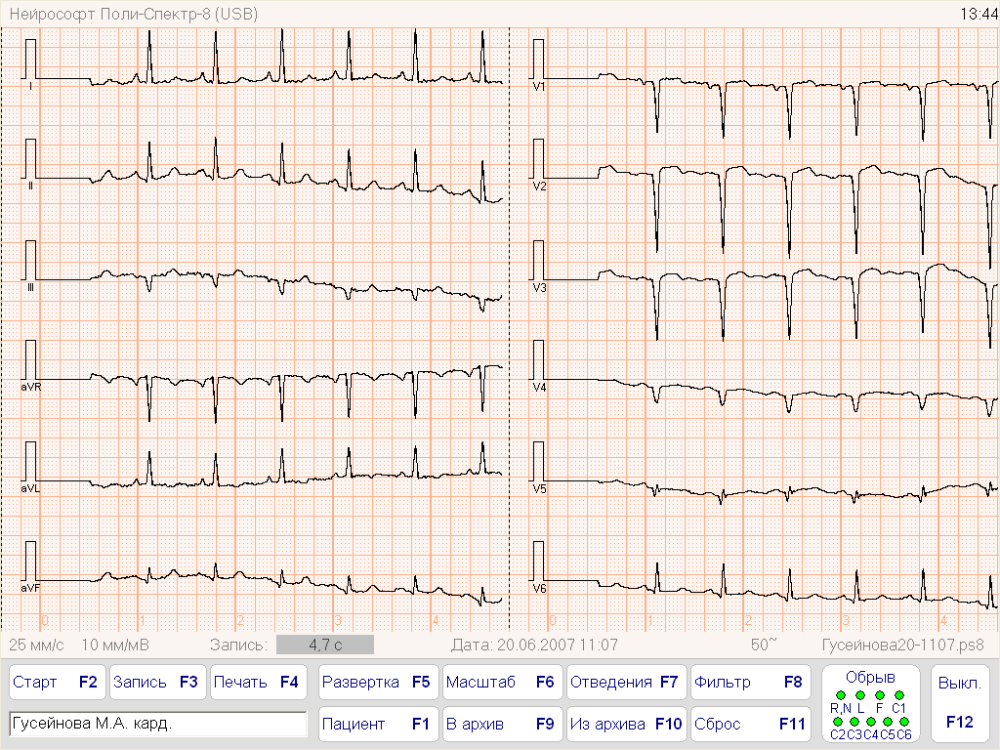 Нейрософт Поли-Спектр-8 (USB) 13:44
I V1
II V2
III V3
aVR V4
aVL V5
aVF V6
0 1 2 3 4 0 1 2 3 4
25 мм/с 10 мм/мВ Запись: 4,7 с Дата: 20.06.2007 11:07 50~ Гусейнова20-1107.ps8
Старт F2 Запись F3 Печать F4 Развертка F5 Масштаб F6 Отведения F7 Фильтр F8 Обрыв Выкл.
R,N L F C1
Гусейнова М.А. кард. Пациент F1 В архив F9 Из архива F10 Сброс F11 F12
C2 C3 C4 C5 C6